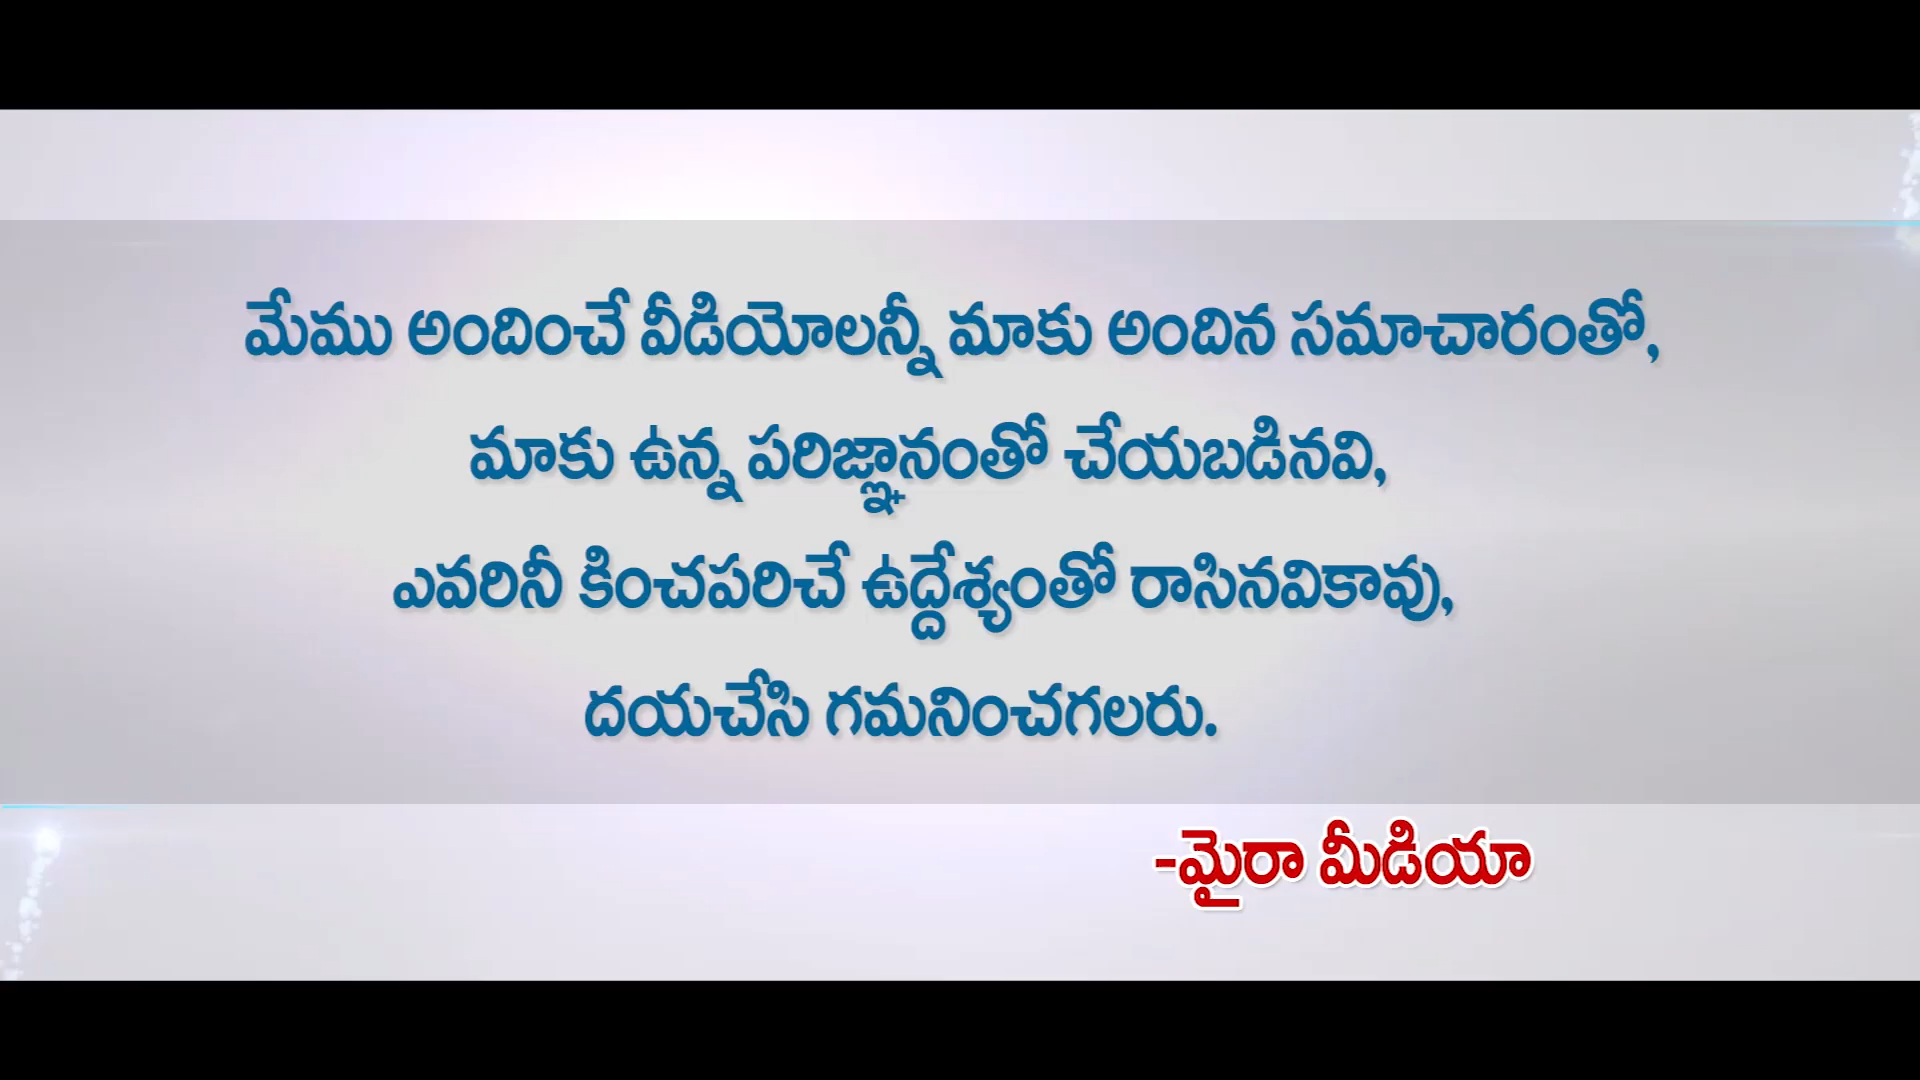 మేము అందించే వీడియోలన్నీ మాకు అందిన సమాచారంతో,
మాకు ఉన్న పరిజ్ఞానంతో చేయబడినవి,
ఎవరినీ కించపరిచే ఉద్దేశ్యంతో రాసినవికావు,
దయచేసి గమనించగలరు.
-మైరా మీడియా